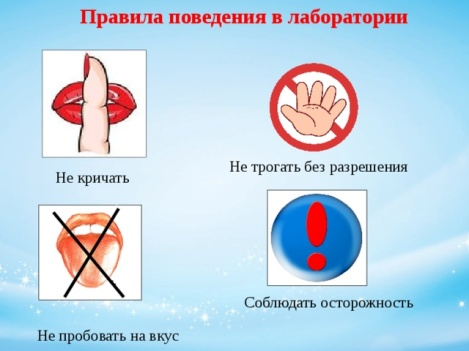 Правила поведения в лаборатории
Не кричать
Не трогать без разрешения
Не пробовать на вкус
Соблюдать осторожность